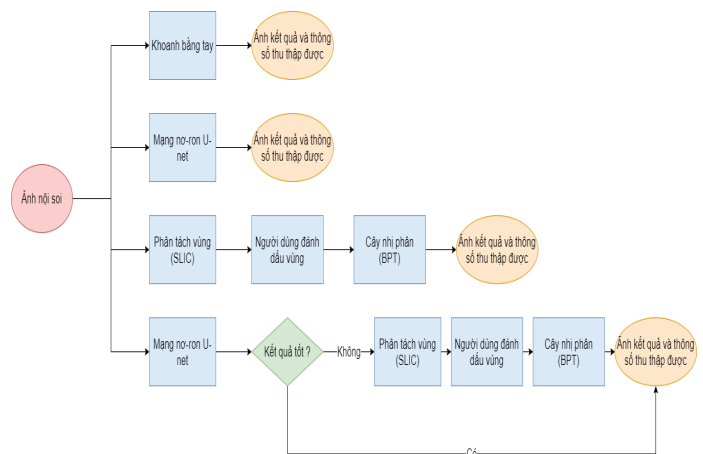 Khoanh bằng tay
Ảnh kết quả và thông
số thu thập được
Mạng nơ-ron U-
net
Ảnh kết quả và thông
số thu thập được
Ảnh nội soi
Phân tách vùng
(SLIC)
Người dùng đánh
dấu vùng
Cây nhị phân
(BPT)
Ảnh kết quả và thông
số thu thập được
Mạng nơ-ron U-
net
Kết quả tốt ?
Không
Phân tách vùng
(SLIC)
Người dùng đánh
dấu vùng
Cây nhị phân
(BPT)
Ảnh kết quả và thông
số thu thập được
Có